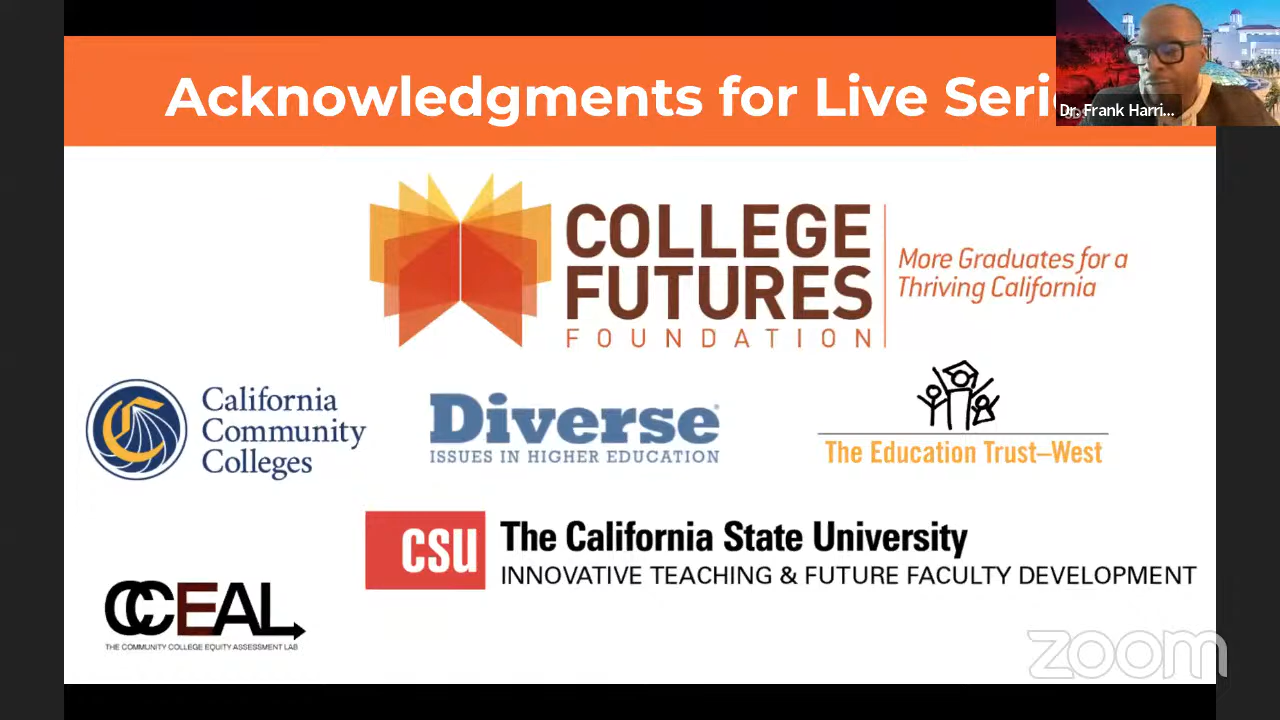 Acknowledgments for Live Seri
Dr. Frank Harri...
COLLEGE
FUTURES
FOUNDATION
More Graduates for a
Thriving California
California
Community
Colleges
Diverse®
ISSUES IN HIGHER EDUCATION
The Education Trust–West
CSU
The California State University
INNOVATIVE TEACHING & FUTURE FACULTY DEVELOPMENT
CCEAL
THE COMMUNITY COLLEGE EQUITY ASSESSMENT LAB
zoom